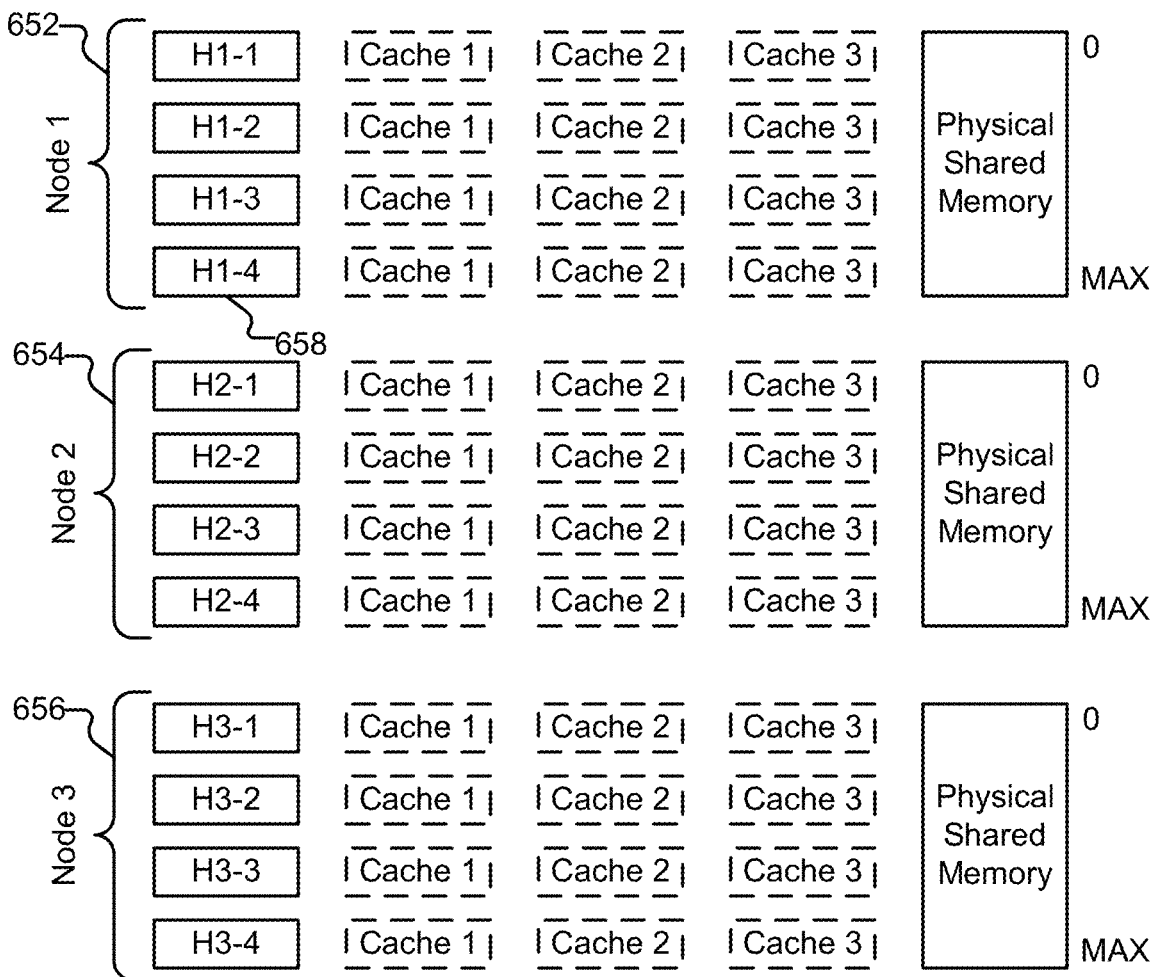 652
H1-1 Cache 1 Cache 2 Cache 3 0
H1-2 Cache 1 Cache 2 Cache 3 Physical
Node 1 Shared
H1-3 Cache 1 Cache 2 Cache 3 Memory
H1-4 Cache 1 Cache 2 Cache 3 MAX
658
654
H2-1 Cache 1 Cache 2 Cache 3 0
H2-2 Cache 1 Cache 2 Cache 3 Physical
Node 2 Shared
H2-3 Cache 1 Cache 2 Cache 3 Memory
H2-4 Cache 1 Cache 2 Cache 3 MAX
656
H3-1 Cache 1 Cache 2 Cache 3 0
H3-2 Cache 1 Cache 2 Cache 3 Physical
Node 3 Shared
H3-3 Cache 1 Cache 2 Cache 3 Memory
H3-4 Cache 1 Cache 2 Cache 3 MAX